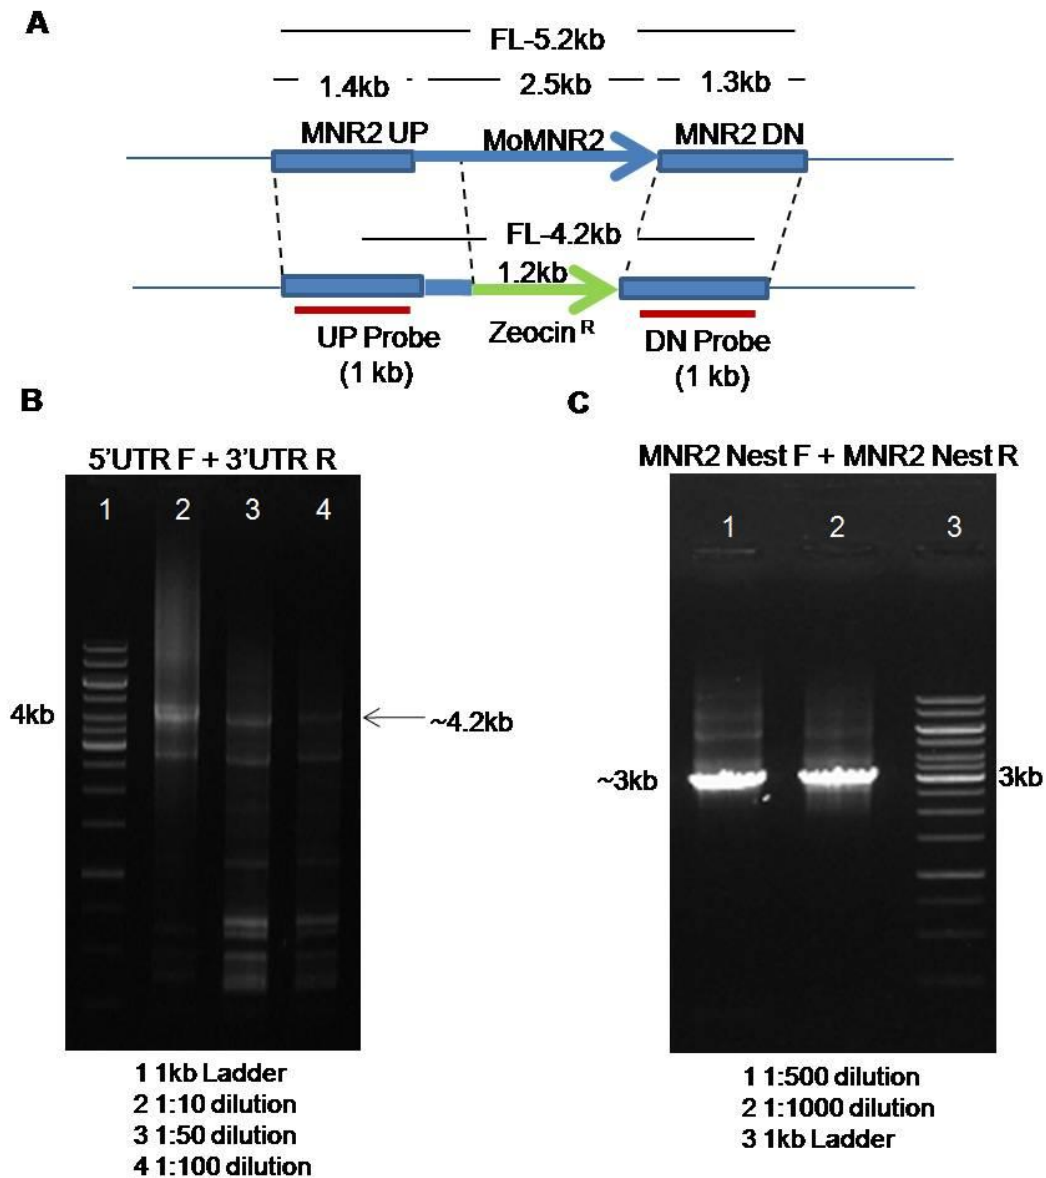 A
FL-5.2kb
1.4kb 2.5kb 1.3kb
MNR2 UP MoMNR2 MNR2 DN
FL-4.2kb
1.2kb
UP Probe
(1 kb)
Zeocin R
DN Probe
(1 kb)
B
5'UTR F + 3'UTR R
1 2 3 4
4kb
~4.2kb
1 1kb Ladder
2 1:10 dilution
3 1:50 dilution
4 1:100 dilution
C
MNR2 Nest F + MNR2 Nest R
1 2 3
~3kb
3kb
1 1:500 dilution
2 1:1000 dilution
3 1kb Ladder